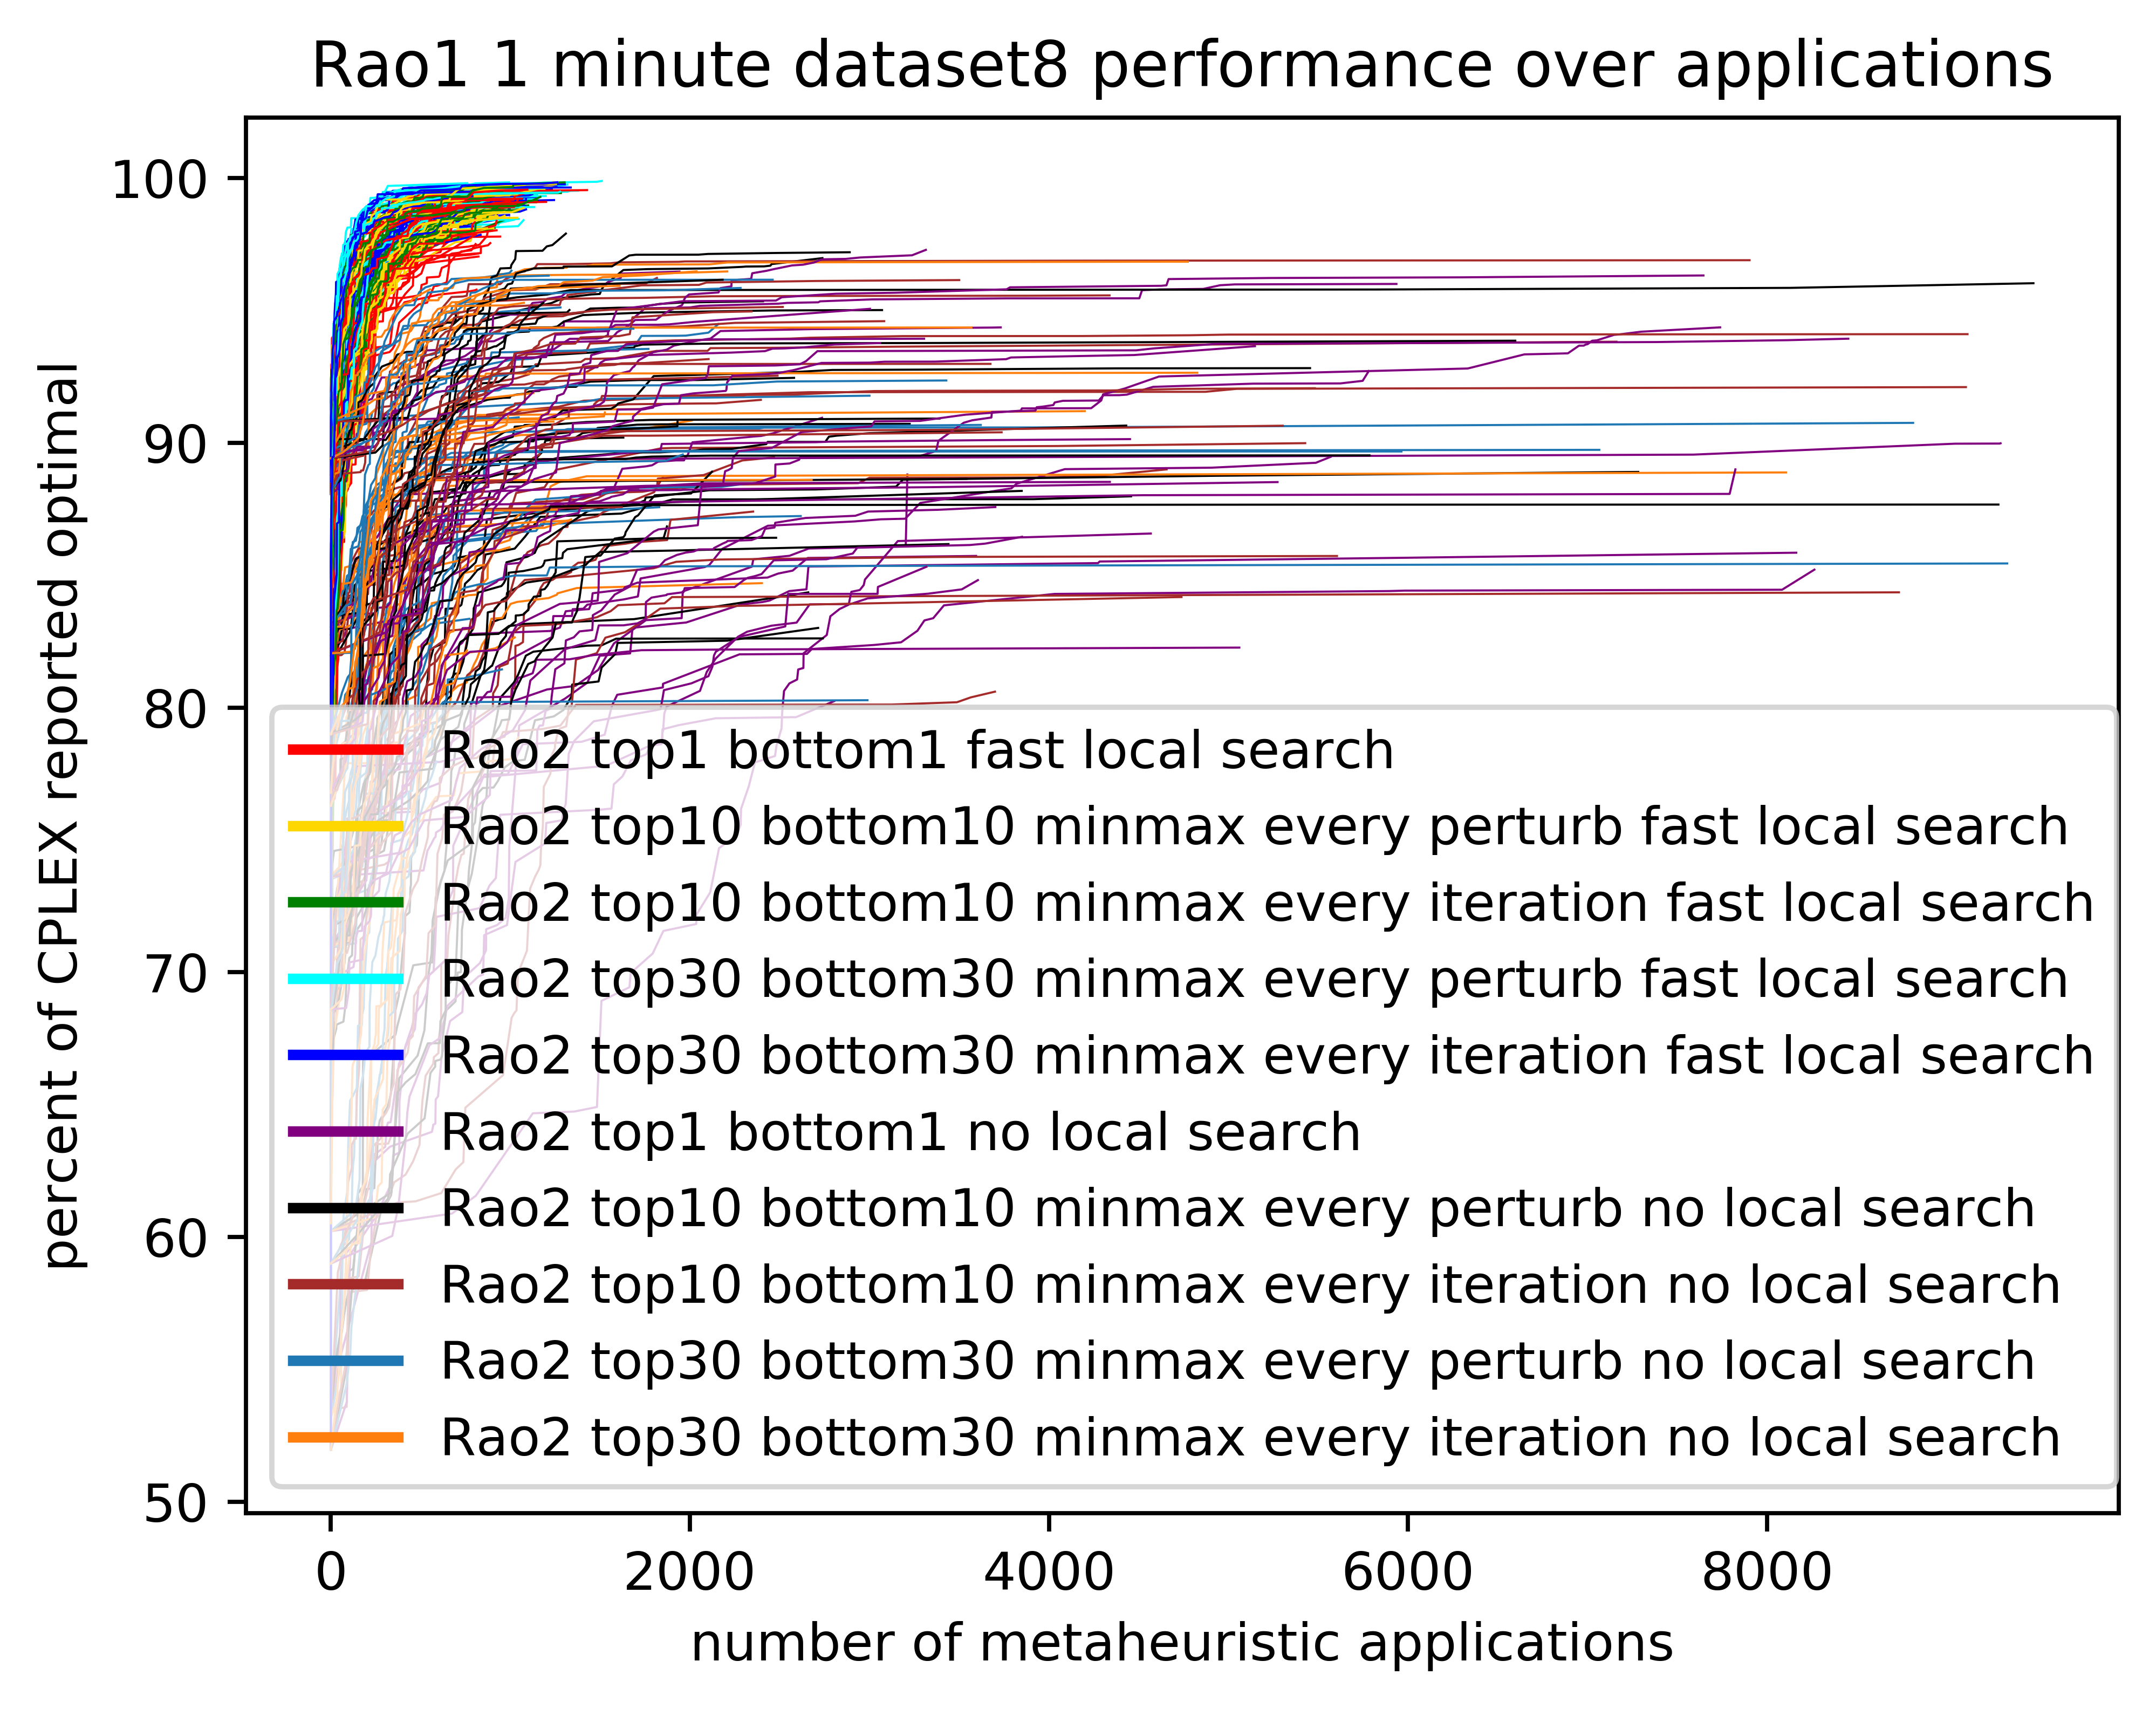 Rao1 1 minute dataset8 performance over applications
percent of CPLEX reported optimal
100
90
80
70
60
50
Rao2 top1 bottom1 fast local search
Rao2 top10 bottom10 minmax every perturb fast local search
Rao2 top10 bottom10 minmax every iteration fast local search
Rao2 top30 bottom30 minmax every perturb fast local search
Rao2 top30 bottom30 minmax every iteration fast local search
Rao2 top1 bottom1 no local search
Rao2 top10 bottom10 minmax every perturb no local search
Rao2 top10 bottom10 minmax every iteration no local search
Rao2 top30 bottom30 minmax every perturb no local search
Rao2 top30 bottom30 minmax every iteration no local search
0 2000 4000 6000 8000
number of metaheuristic applications